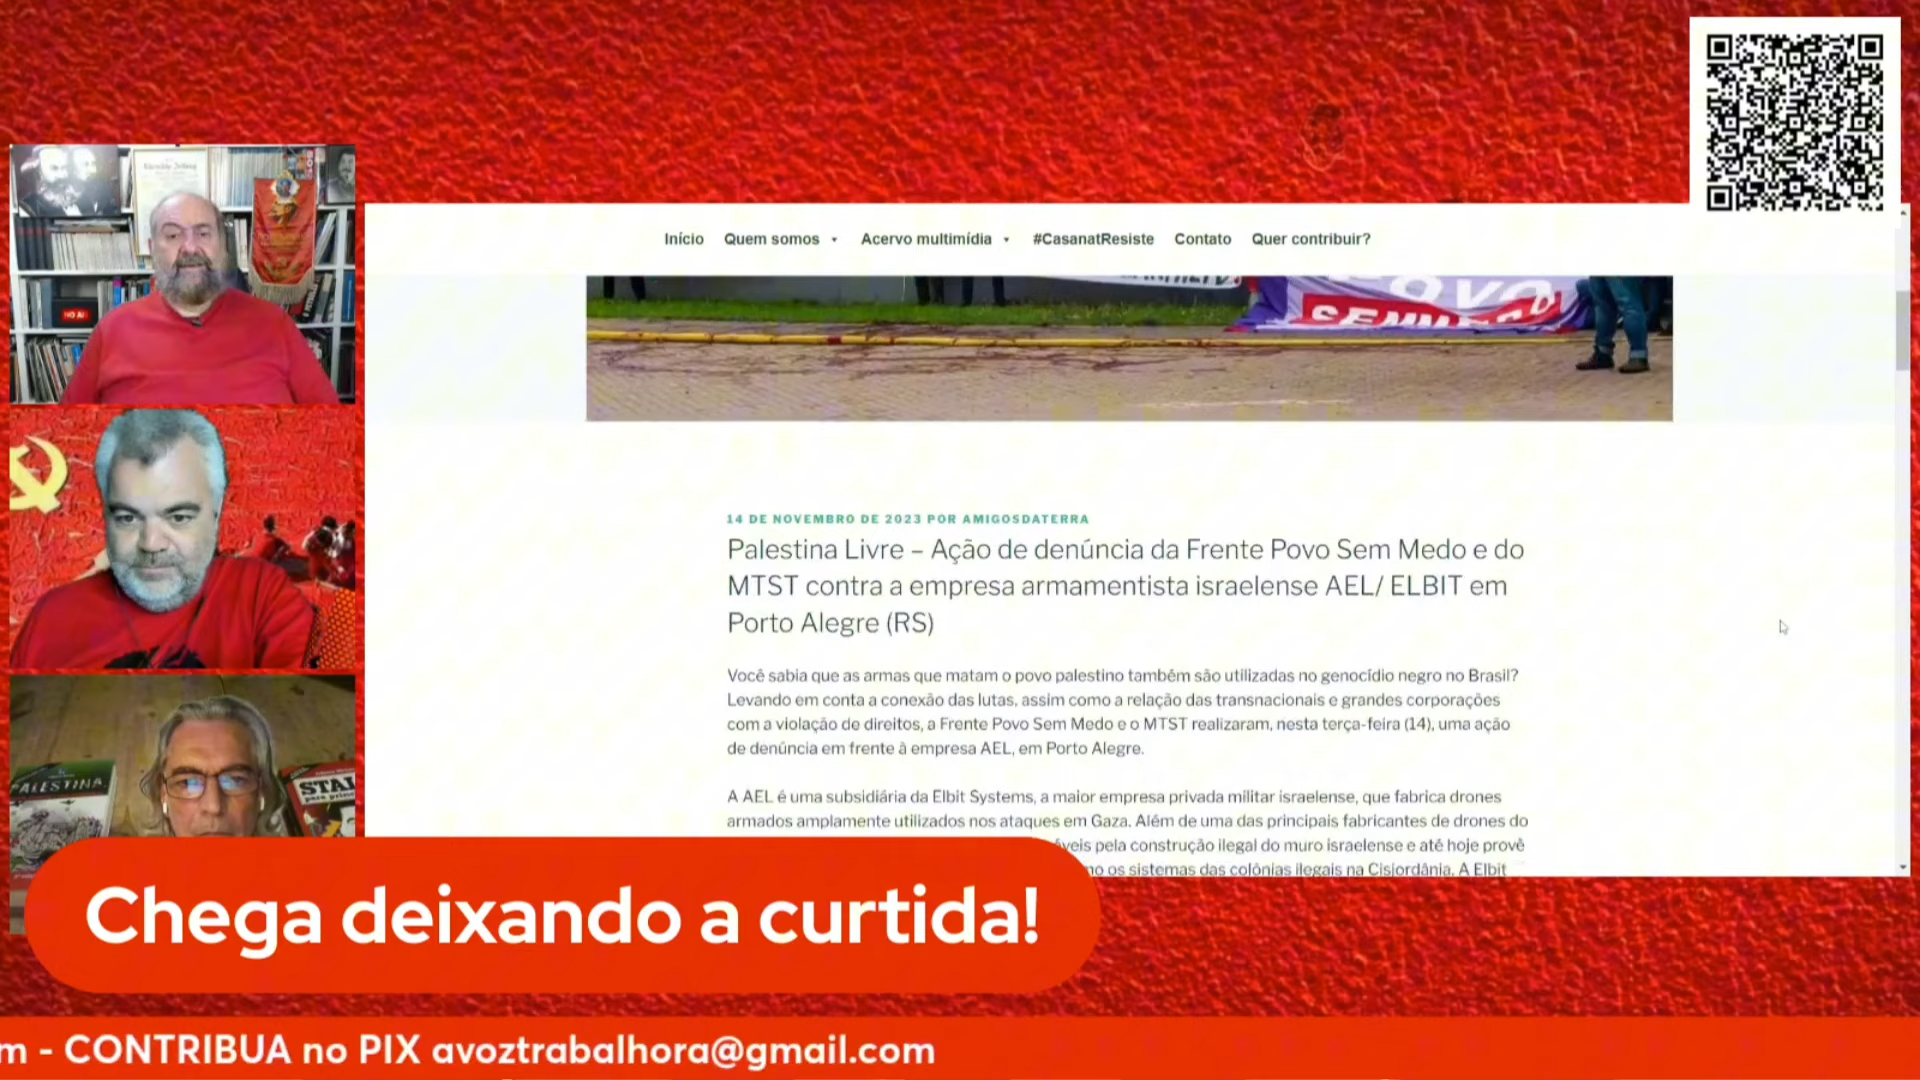 Início Quem somos Acervo multimídia #CasanatResiste Contato Quer contribuir?
OVO
SEM MEDO
14 DE NOVEMBRO DE 2023 POR AMIGOSDATERRA
Palestina Livre – Ação de denúncia da Frente Povo Sem Medo e do
MTST contra a empresa armamentista israelense AEL/ ELBIT em
Porto Alegre (RS)
Você sabia que as armas que matam o povo palestino também são utilizadas no genocídio negro no Brasil?
Levando em conta a conexão das lutas, assim como a relação das transnacionais e grandes corporações
com a violação de direitos, a Frente Povo Sem Medo e o MTST realizaram, nesta terça-feira (14), uma ação
de denúncia em frente à empresa AEL, em Porto Alegre.
A AEL é uma subsidiária da Elbit Systems, a maior empresa privada militar israelense, que fabrica drones
armados amplamente utilizados nos ataques em Gaza. Além de uma das principais fabricantes de drones do
áveis pela construção ilegal do muro israelense e até hoje provê
os sistemas das colônias ilegais na Cisjordânia. A Elbit
PALESTINA
STAL
Chega deixando a curtida!
m - CONTRIBUA no PIX avoztrabalhora@gmail.com